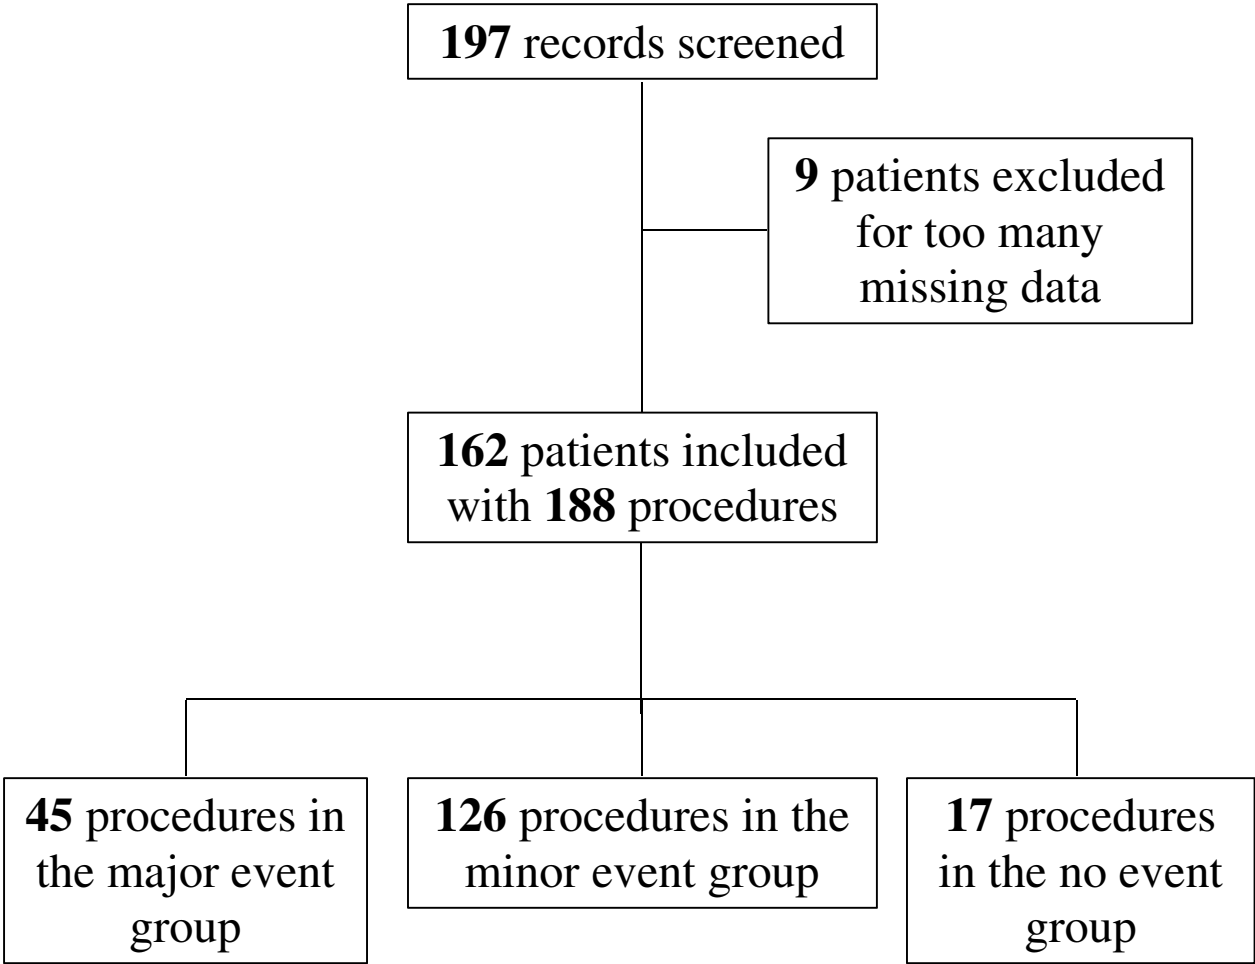 197 records screened
9 patients excluded
for too many
missing data
162 patients included
with 188 procedures
45 procedures in
the major event
group
126 procedures in the
minor event group
17 procedures
in the no event
group